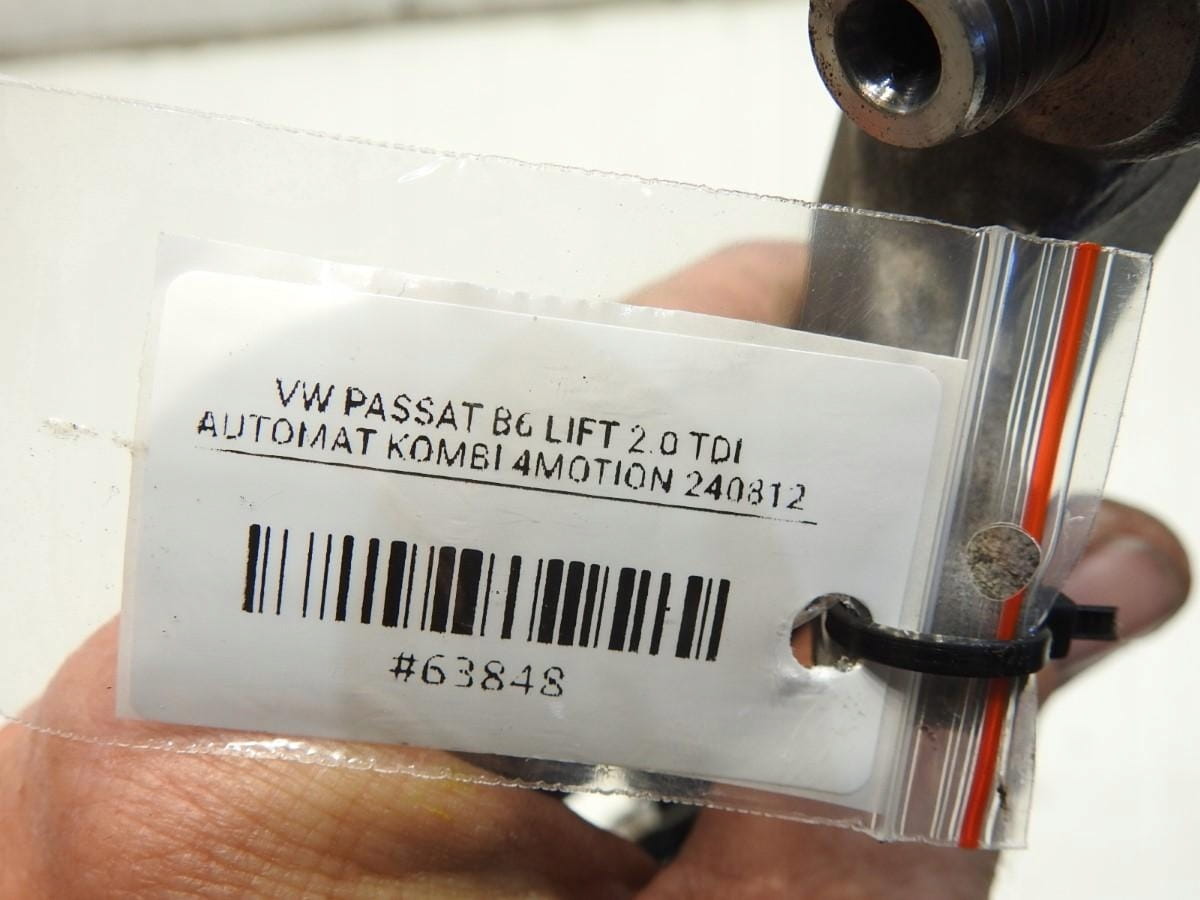 VW PASSAT B6 LIFT 2.0 TDI
AUTOMAT KOMBI 4MOTION 240812
#63848